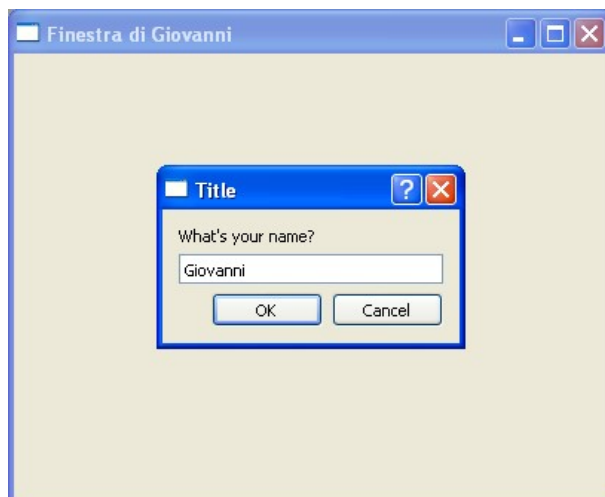 Finestra di Giovanni
Title
What's your name?
Giovanni
OK Cancel